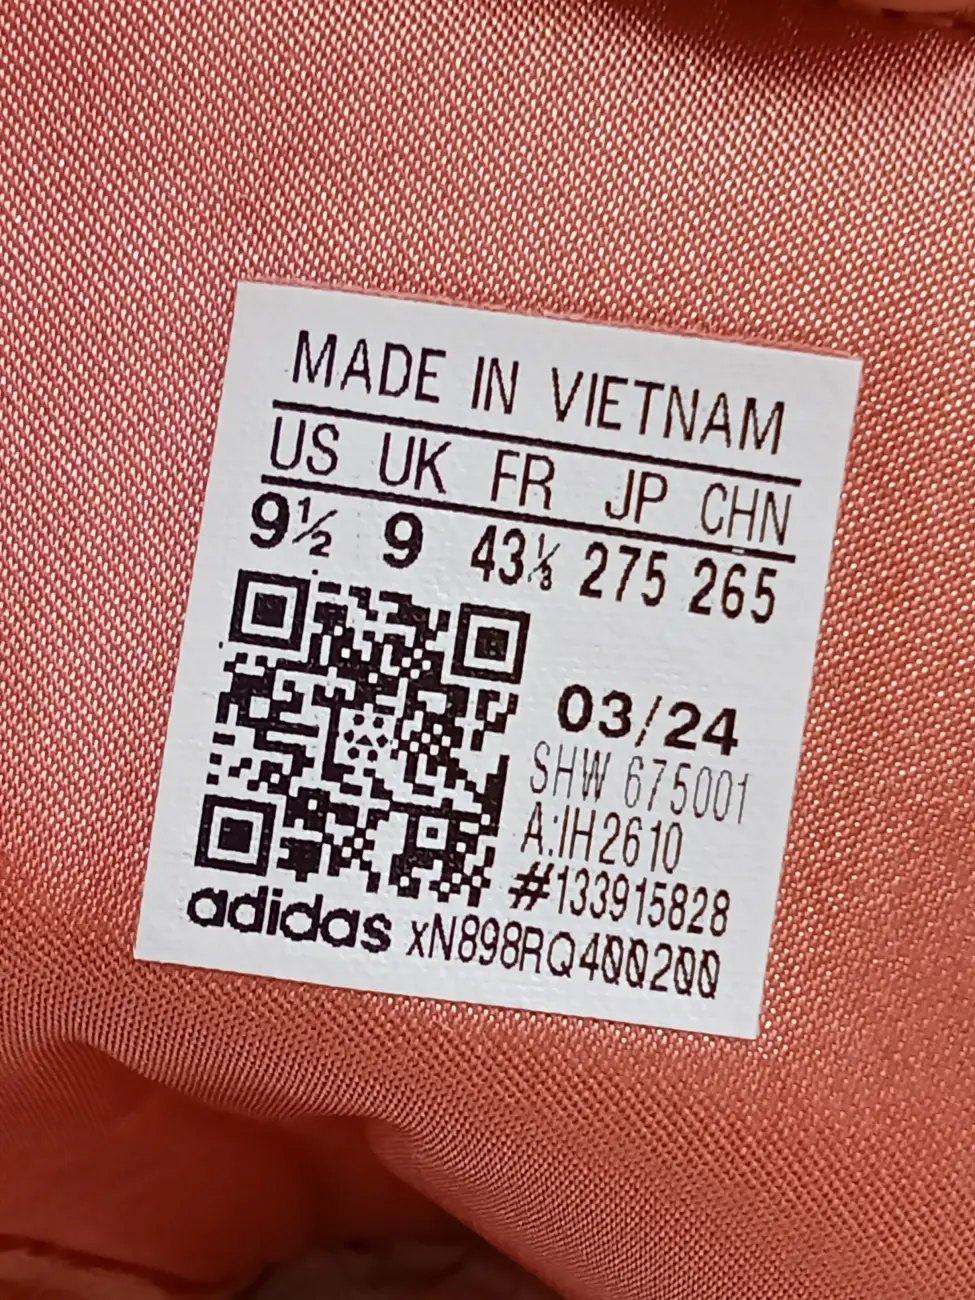 MADE IN VIETNAM
US UK FR JP CHN
9½ 9 43⅓ 275 265
03/24
SHW 675001
A:IH2610
#133915828
adidas xN898RQ400200